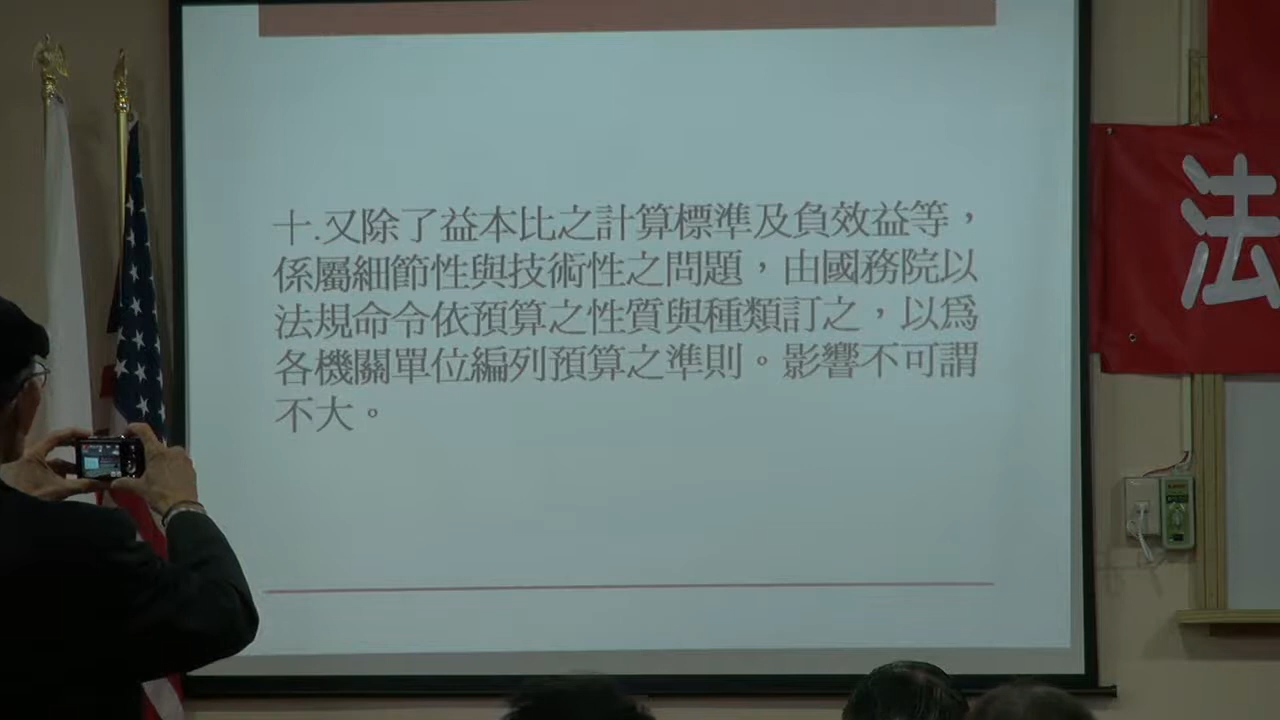 十.又除了益本比之計算標準及負效益等，
係屬細節性與技術性之問題，由國務院以
法規命令依預算之性質與種類訂之，以爲
各機關單位編列預算之準則。影響不可謂
不大。
法